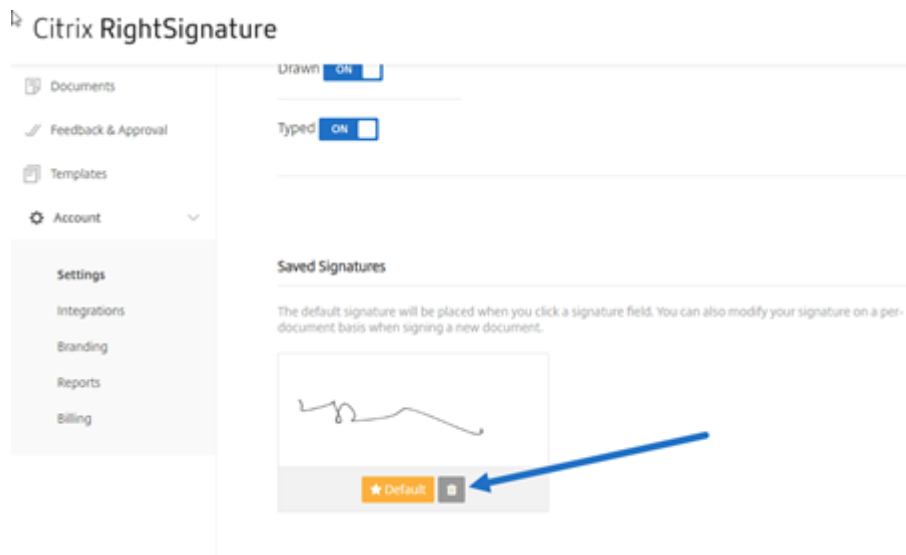 Citrix RightSignature
Documents
Feedback & Approval
Templates
Account
Settings
Integrations
Branding
Reports
Billing
Drawn ON
Typed ON
Saved Signatures
The default signature will be placed when you click a signature field. You can also modify your signature on a per-
document basis when signing a new document.
Default